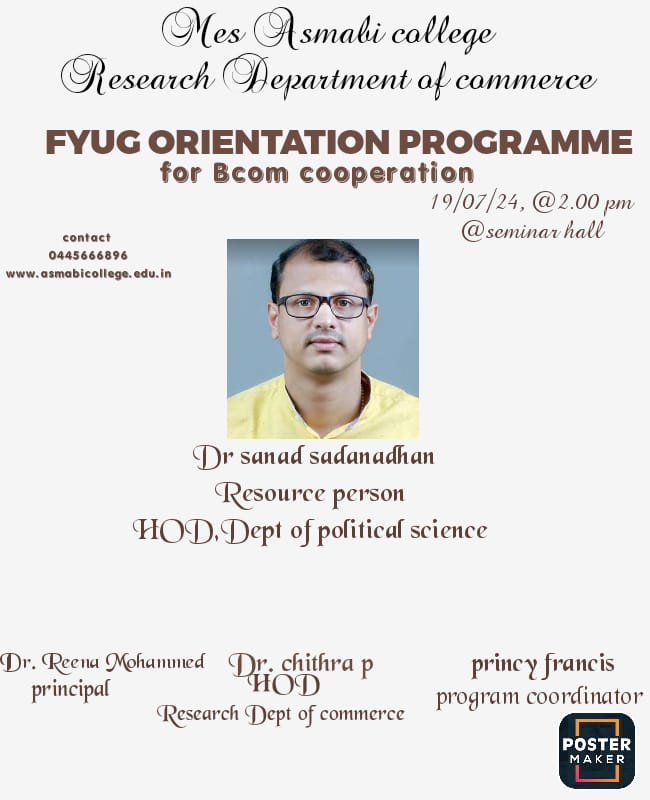 Mes Asmabi college
Research Department of commerce
FYUG ORIENTATION PROGRAMME
for Bcom cooperation
19/07/24, @2.00 pm
@seminar hall
contact
0445666896
www.asmabicollege.edu.in
Dr sanad sadanadhan
Resource person
HOD,Dept of political science
Dr. Reena Mohammed
principal
Dr. chithra p
HOD
Research Dept of commerce
princy francis
program coordinator
POSTER
MAKER